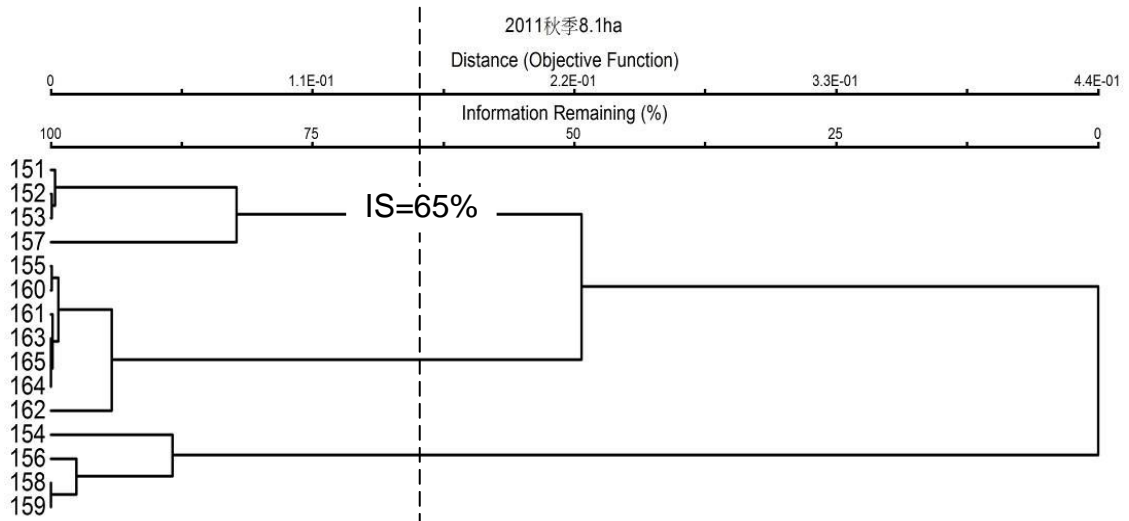 2011秋季8.1ha
Distance (Objective Function)
0 1.1E-01 2.2E-01 3.3E-01 4.4E-01
Information Remaining (%)
100 75 50 25 0
151
152
153
IS=65%
157
155
160
161
163
165
164
162
154
156
158
159